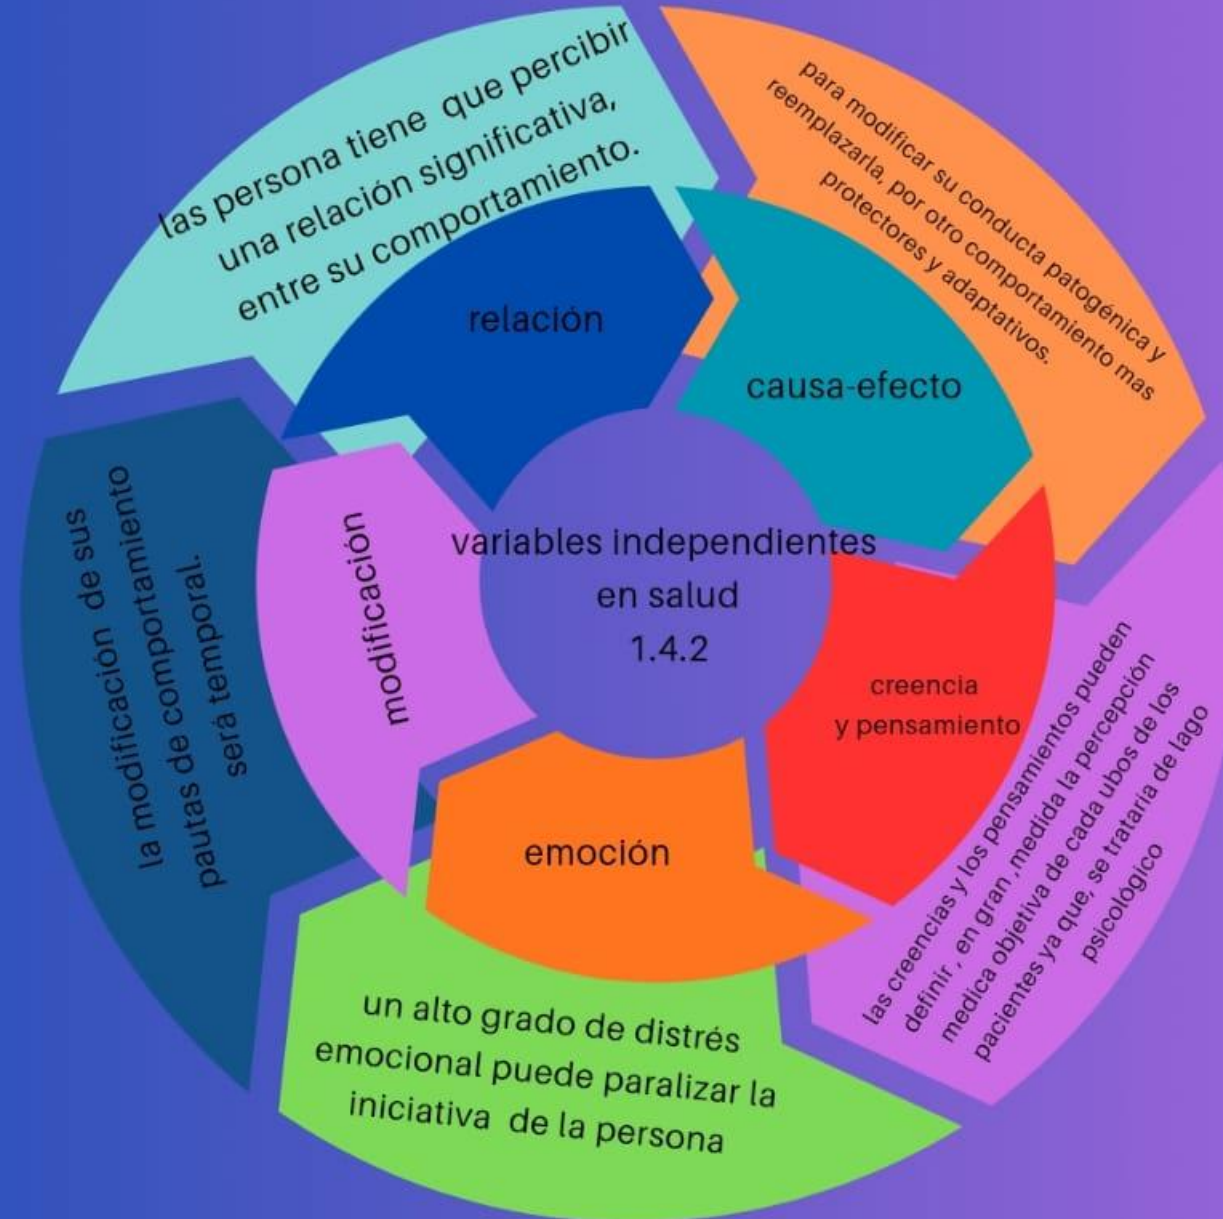 variables independientes
en salud
1.4.2
relación
las persona tiene que percibir
una relación significativa,
entre su comportamiento.
causa-efecto
para modificar su conducta patogénica y
reemplazarla, por otro comportamiento mas
protectores y adaptativos.
creencia
y pensamiento
las creencias y los pensamientos pueden
definir , en gran ,medida la percepción
medica objetiva de cada ubos de los
pacientes ya que, se trataria de lago
psicológico
emoción
un alto grado de distrés
emocional puede paralizar la
iniciativa de la persona
modificación
la modificación de sus
pautas de comportamiento
será temporal.